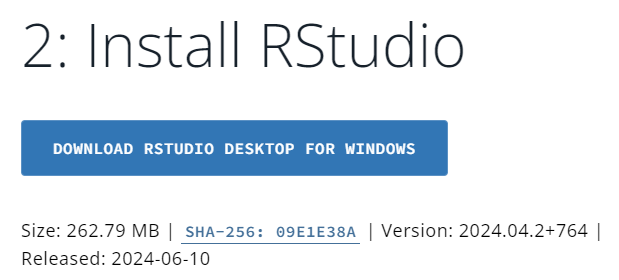 2: Install RStudio
DOWNLOAD RSTUDIO DESKTOP FOR WINDOWS
Size: 262.79 MB | SHA-256: 09E1E38A | Version: 2024.04.2+764 |
Released: 2024-06-10